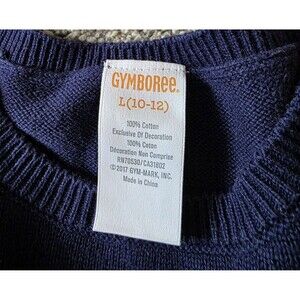 GYMBOREE.
L(10-12)
100% Cotton
Exclusive Of Decoration
100% Coton
Décoration Non Comprise
RN70530/CA31802
©2017 GYM-MARK, INC.
Made in China